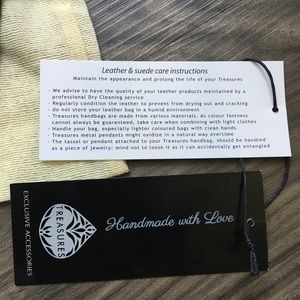 Leather & suede care instructions
Maintain the appearance and prolong the life of your Treasures
- We advise to have the quality of your leather products maintained by a
professional Dry Cleaning service
- Regularly condition the leather to prevent from drying out and cracking
- do not store your leather bag in a humid environment
- Treasures handbags are made from various materials. As colour fastness
cannot always be guaranteed, take care when combining with light clothes
- Handle your bag, especially lighter coloured bags with clean hands.
- Treasures metal pendants might oxidize in a natural way overtime
- The tassel or pendant attached to your Treasures handbag, should be handled
as a piece of jewelry; mind not to loose it as it can accidentally get entangled
TREASURES
EXCLUSIVE ACCESSORIES
Handmade with Love